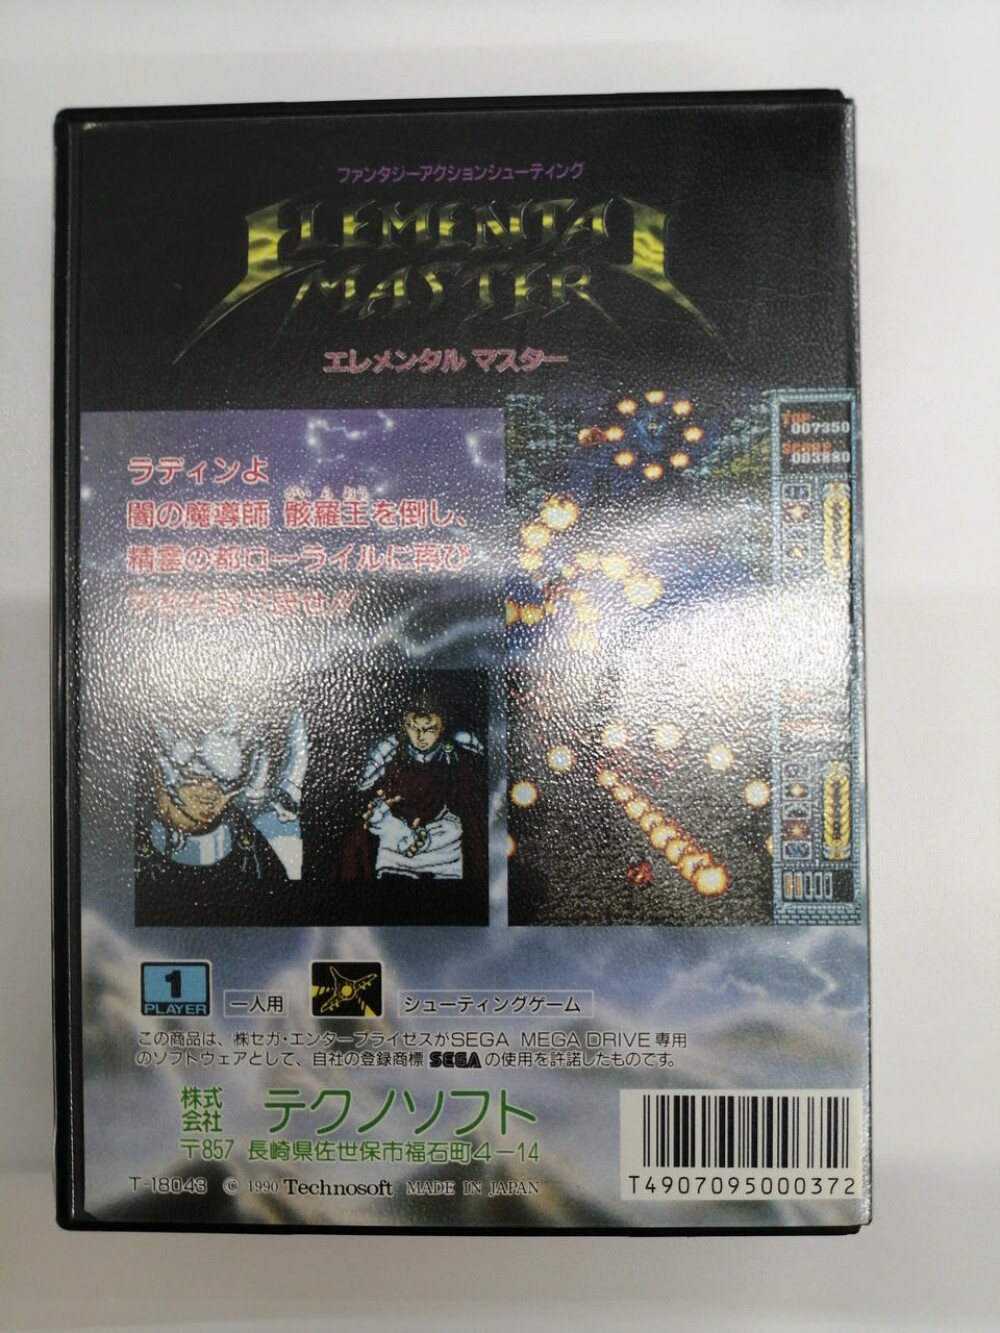 ファンタジーアクションシューティング
ELEMENTAL
MASTER
エレメンタル マスター
ラディンよ
闇の魔導師 骸羅王を倒し、
がいらおう
精霊の都ローライルに再び
TOP
007350
SCORE
003880
1
PLAYER
一人用
シューティングゲーム
この商品は、㈱セガ・エンタープライゼスがSEGA MEGA DRIVE専用
のソフトウェアとして、自社の登録商標 SEGA の使用を許諾したものです。
株式会社 テクノソフト
〒857 長崎県佐世保市福石町4-14
T-18043 © 1990 Technosoft MADE IN JAPAN
T4907095000372